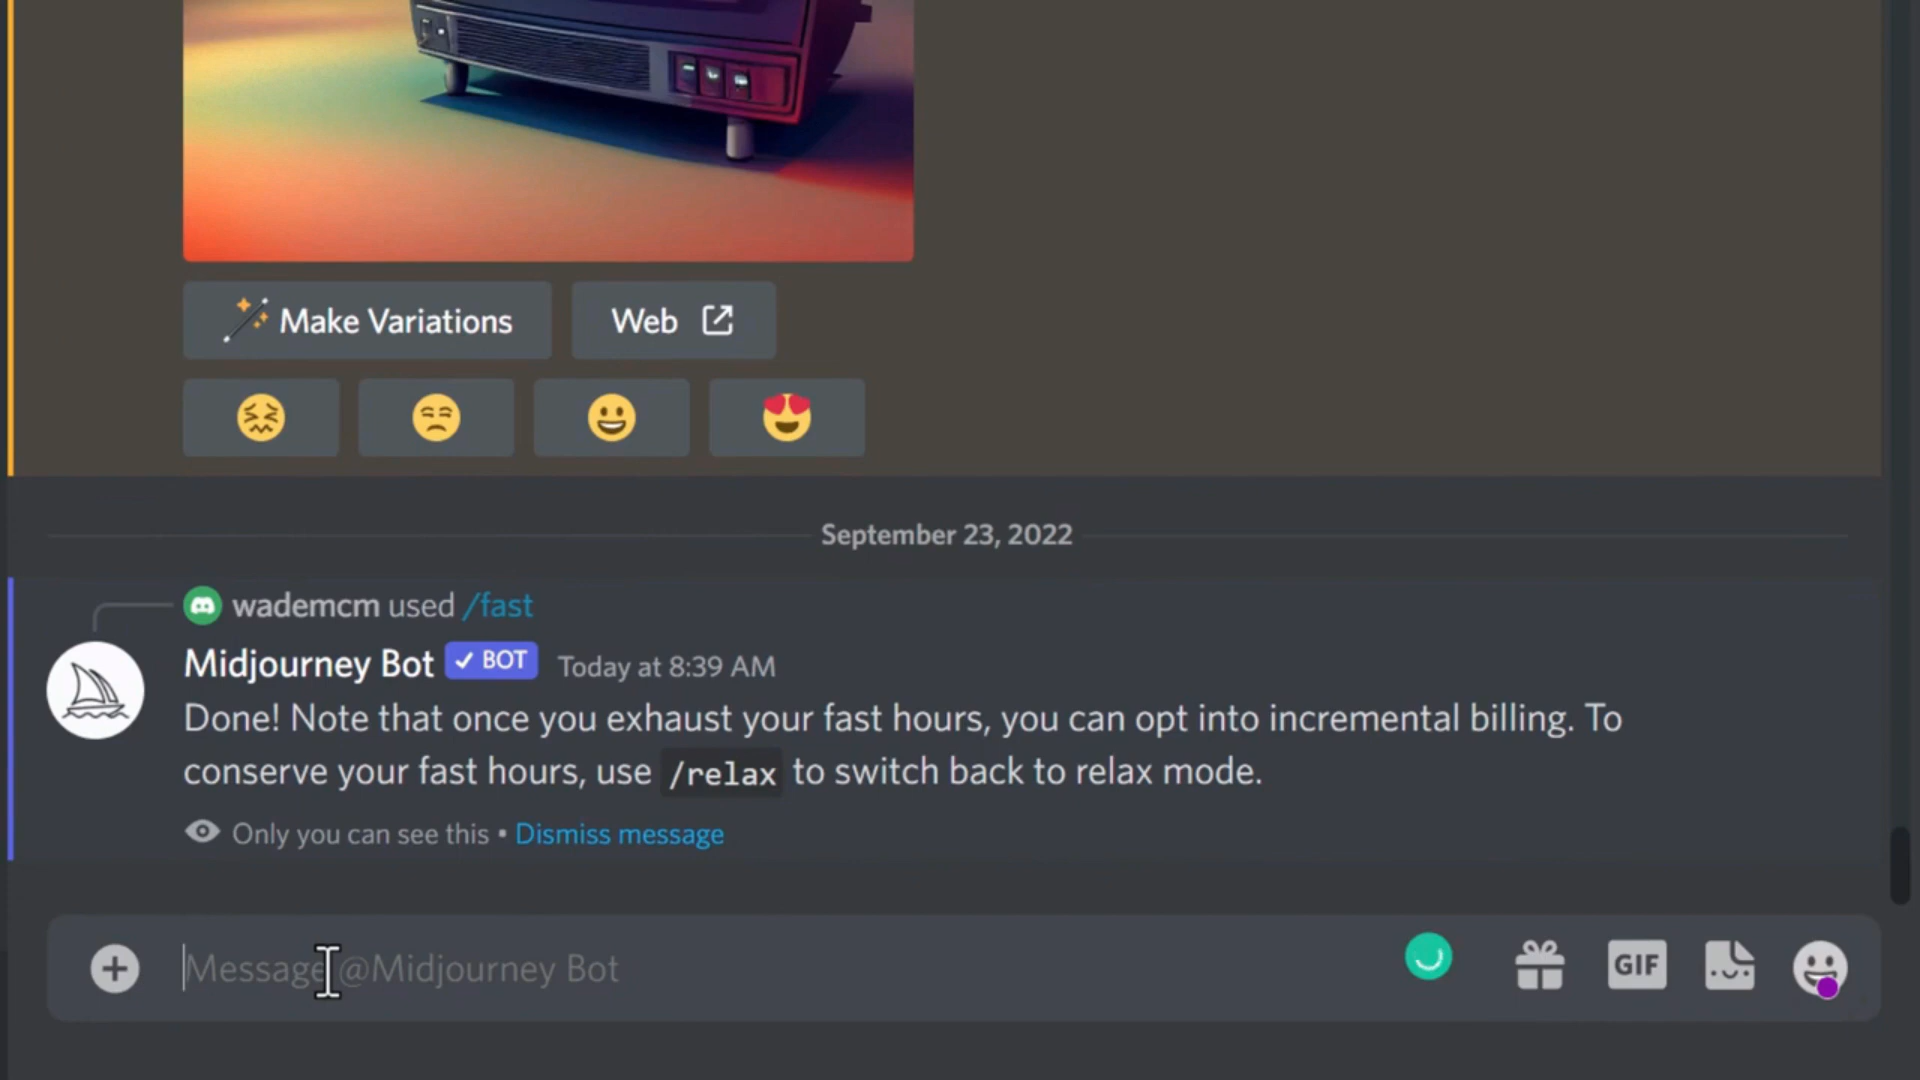 Make Variations
Web
September 23, 2022
wademcm used /fast
Midjourney Bot ✓ BOT Today at 8:39 AM
Done! Note that once you exhaust your fast hours, you can opt into incremental billing. To
conserve your fast hours, use /relax to switch back to relax mode.
Only you can see this • Dismiss message
Message @Midjourney Bot
GIF